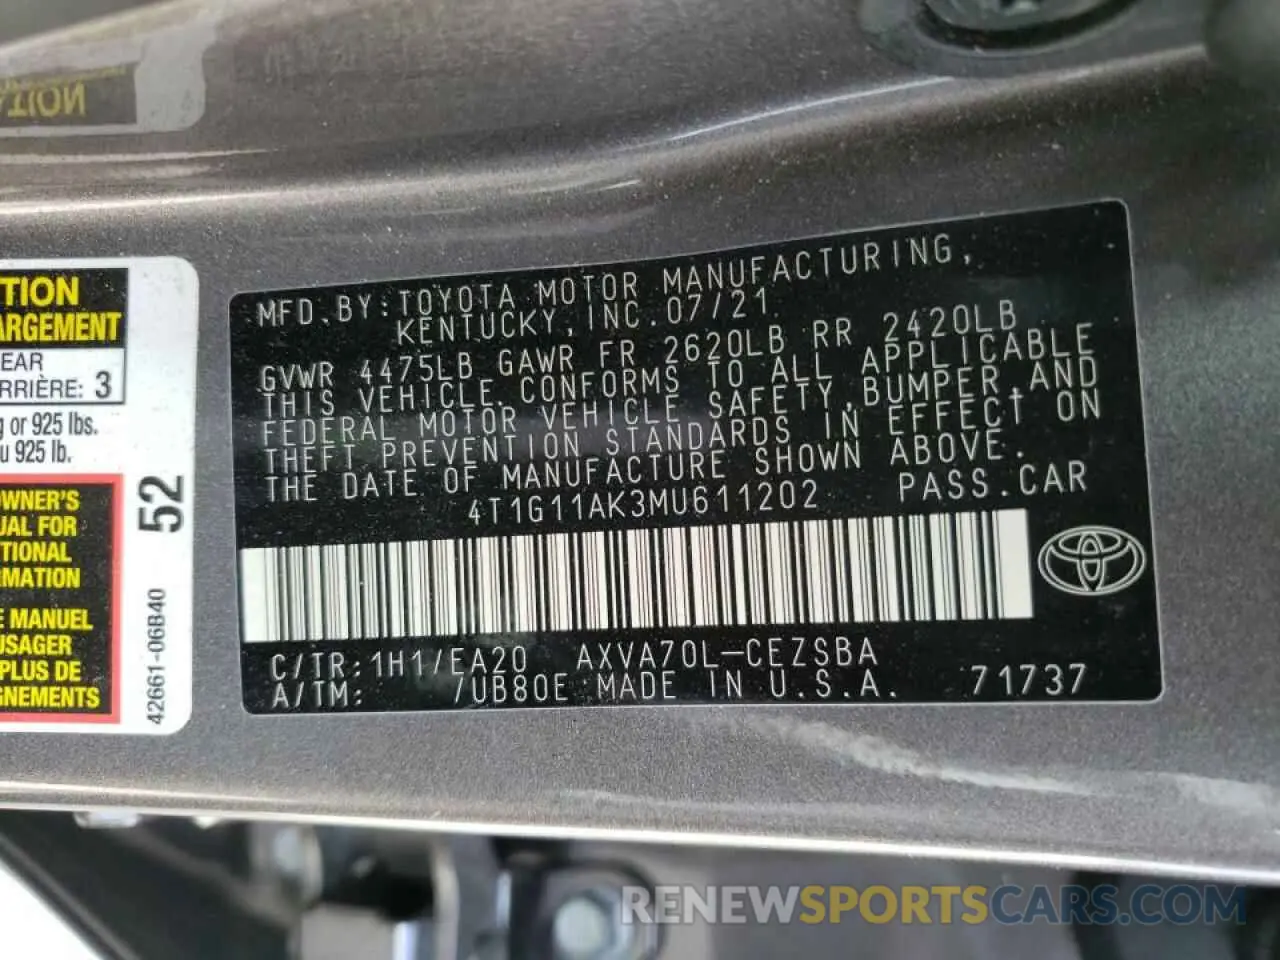 ATION
TION
ARGEMENT
EAR
RRIÈRE: 3
g or 925 lbs.
u 925 lb.
OWNER'S
UAL FOR
TIONAL
RMATION
E MANUEL
USAGER
PLUS DE
GNEMENTS
52
42661-06B40
MFD.BY:TOYOTA MOTOR MANUFACTURING,
KENTUCKY,INC.07/21
GVWR 4475LB GAWR FR 2620LB RR 2420LB
THIS VEHICLE CONFORMS TO ALL APPLICABLE
FEDERAL MOTOR VEHICLE SAFETY,BUMPER,AND
THEFT PREVENTION STANDARDS IN EFFECT ON
THE DATE OF MANUFACTURE SHOWN ABOVE.
4T1G11AK3MU611202 PASS.CAR
C/TR:1H1/EA20 AXVA70L-CEZSBA
A/TM: /UB80E MADE IN U.S.A. 71737
RENEWSPORTSCARS.COM